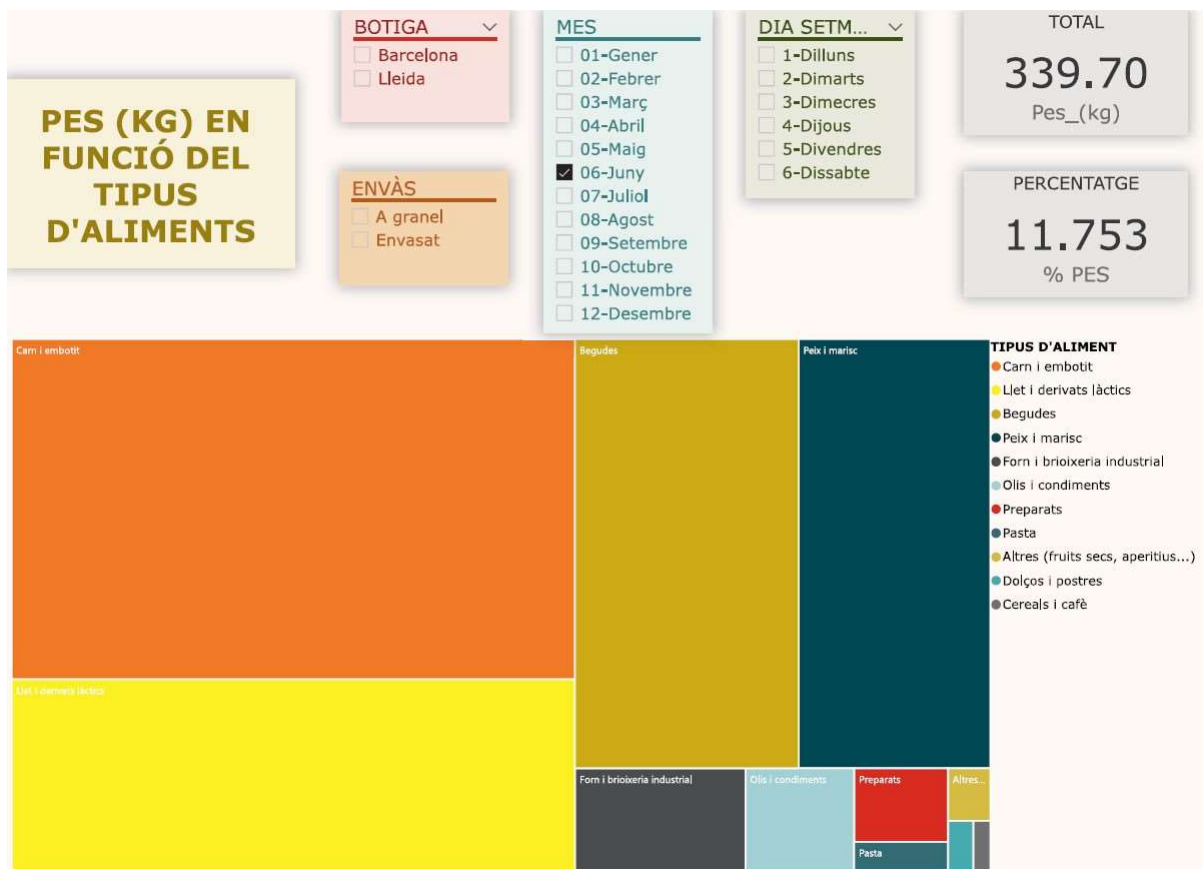 PES (KG) EN
FUNCIÓ DEL
TIPUS
D'ALIMENTS
BOTIGA
Barcelona
Lleida
ENVÀS
A granel
Envasat
MES
01-Gener
02-Febrer
03-Març
04-Abril
05-Maig
06-Juny
07-Juliol
08-Agost
09-Setembre
10-Octubre
11-Novembre
12-Desembre
DIA SETM...
1-Dilluns
2-Dimarts
3-Dimecres
4-Dijous
5-Divendres
6-Dissabte
TOTAL
339.70
Pes_(kg)
PERCENTATGE
11.753
% PES
Carn i embotit
Llet i derivats làctics
Begudes
Peix i marisc
Forn i brioixeria industrial
Olis i condiments
Preparats
Pasta
Altres...
TIPUS D'ALIMENT
Carn i embotit
Llet i derivats làctics
Begudes
Peix i marisc
Forn i brioixeria industrial
Olis i condiments
Preparats
Pasta
Altres (fruits secs, aperitius...)
Dolços i postres
Cereals i cafè